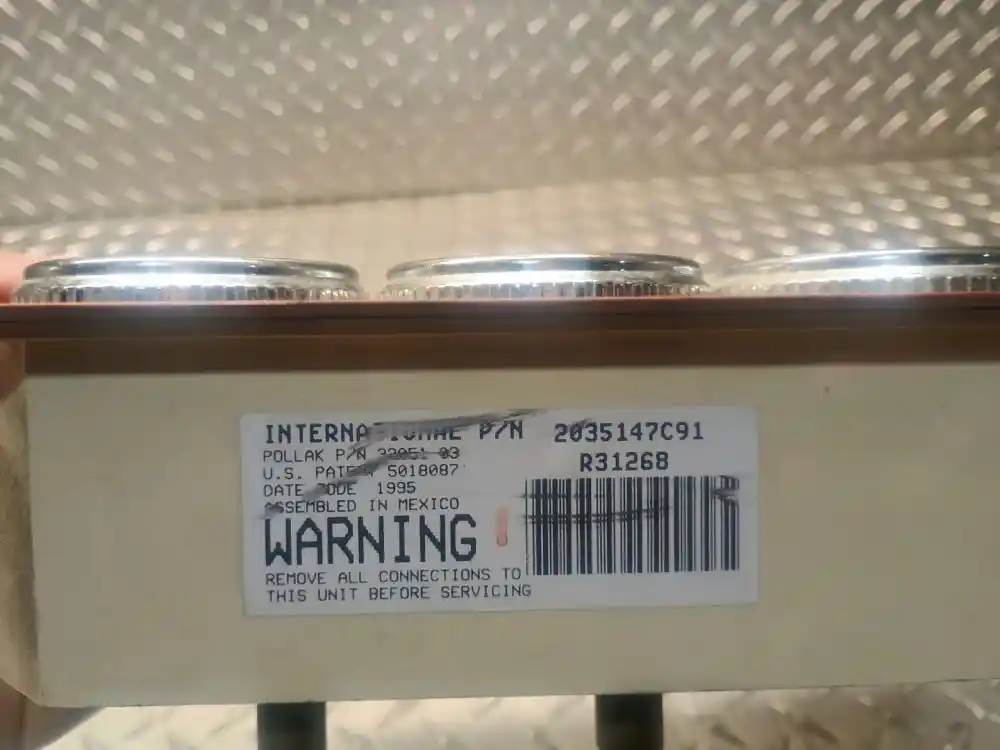 INTERNATIONAL P/N 2035147C91
R31268
POLLAK P/N 33051-03
U.S. PATENT 5018087
DATE CODE 1995
ASSEMBLED IN MEXICO
WARNING
REMOVE ALL CONNECTIONS TO
THIS UNIT BEFORE SERVICING